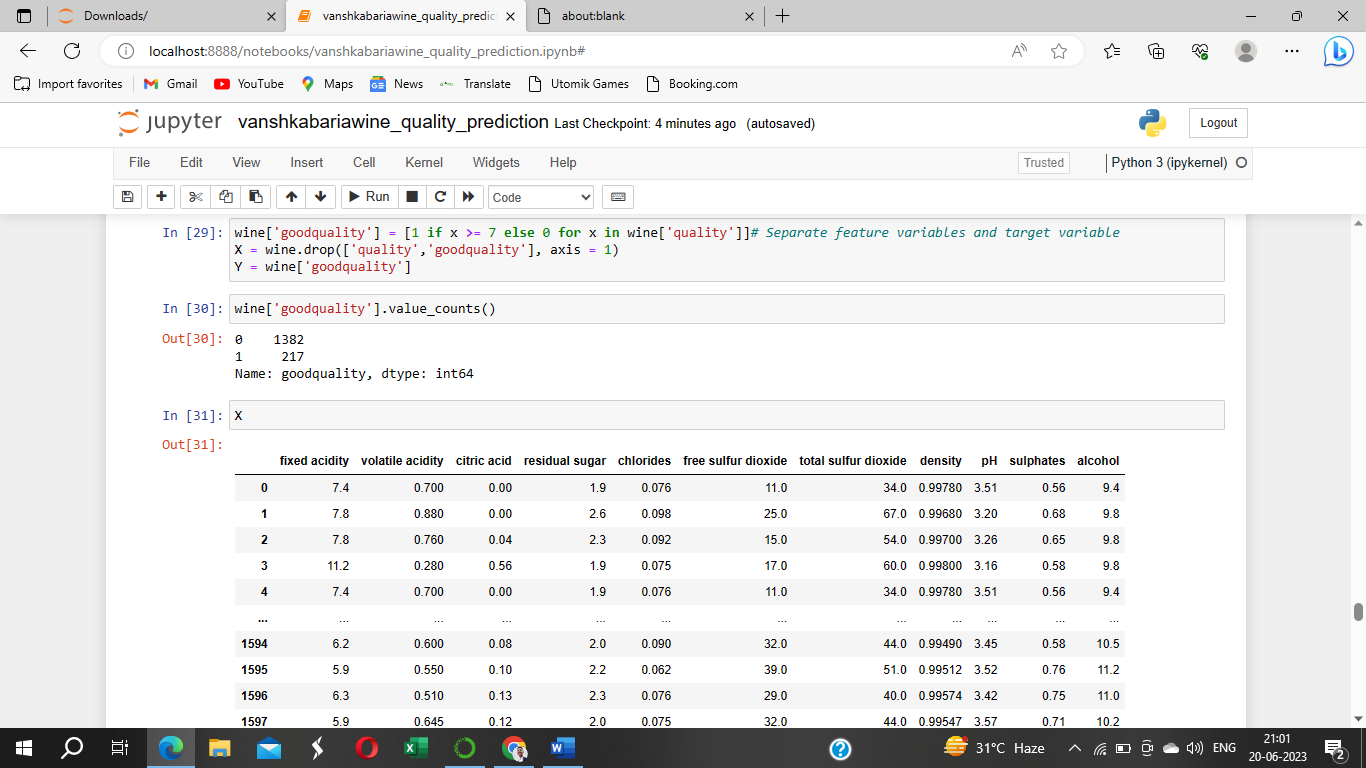 Downloads/
vanshkabariawine_quality_predic
about:blank
localhost:8888/notebooks/vanshkabariawine_quality_prediction.ipynb#
Import favorites Gmail YouTube Maps News Translate Utomik Games Booking.com
jupyter vanshkabariawine_quality_prediction Last Checkpoint: 4 minutes ago (autosaved) Logout
File Edit View Insert Cell Kernel Widgets Help Trusted Python 3 (ipykernel)
Run Code
In [29]: wine['goodquality'] = [1 if x >= 7 else 0 for x in wine['quality']]# Separate feature variables and target variable
X = wine.drop(['quality','goodquality'], axis = 1)
Y = wine['goodquality']
In [30]: wine['goodquality'].value_counts()
Out[30]: 0 1382
1 217
Name: goodquality, dtype: int64
In [31]: X
Out[31]:
fixed acidity volatile acidity citric acid residual sugar chlorides free sulfur dioxide total sulfur dioxide density pH sulphates alcohol
0 7.4 0.700 0.00 1.9 0.076 11.0 34.0 0.99780 3.51 0.56 9.4
1 7.8 0.880 0.00 2.6 0.098 25.0 67.0 0.99680 3.20 0.68 9.8
2 7.8 0.760 0.04 2.3 0.092 15.0 54.0 0.99700 3.26 0.65 9.8
3 11.2 0.280 0.56 1.9 0.075 17.0 60.0 0.99800 3.16 0.58 9.8
4 7.4 0.700 0.00 1.9 0.076 11.0 34.0 0.99780 3.51 0.56 9.4
... ... ... ... ... ... ... ... ... ... ... ...
1594 6.2 0.600 0.08 2.0 0.090 32.0 44.0 0.99490 3.45 0.58 10.5
1595 5.9 0.550 0.10 2.2 0.062 39.0 51.0 0.99512 3.52 0.76 11.2
1596 6.3 0.510 0.13 2.3 0.076 29.0 40.0 0.99574 3.42 0.75 11.0
1597 5.9 0.645 0.12 2.0 0.075 32.0 44.0 0.99547 3.57 0.71 10.2
31°C Haze ENG 21:01
20-06-2023 2